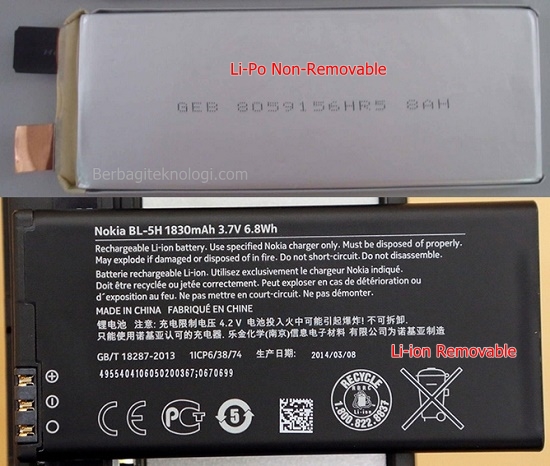 Li-Po Non-Removable
GEB 8059156HR5 8AH
Berbagiteknologi.com
Nokia BL-5H 1830mAh 3.7V 6.8Wh
Rechargeable Li-ion battery. Use specified Nokia charger only. Must be disposed of properly.
May explode if damaged or disposed of in fire. Do not short-circuit. Do not disassemble.
Batterie rechargeable Li-ion. Utilisez exclusivement le chargeur Nokia indiqué.
Doit être recyclée ou jetée correctement. Peut exploser en cas de détérioration ou
d'exposition au feu. Ne pas mettre en court-circuit. Ne pas démonter.
MADE IN CHINA FABRIQUÉ EN CHINE
锂电池 注意: 充电限制电压 4.2 V 电池投入火中可能引起爆炸! 不可拆卸.
只用诺基亚认可的充电器. 乐金化学(南京)信息电子材料有限公司为诺基亚制造
GB/T 18287-2013 1ICP6/38/74 生产日期: 2014/03/08
Li-ion Removable
4955404106050200367;0670699
CE PG 5
RECYCLE
RBRC
Li-ion
1.800.822.8837